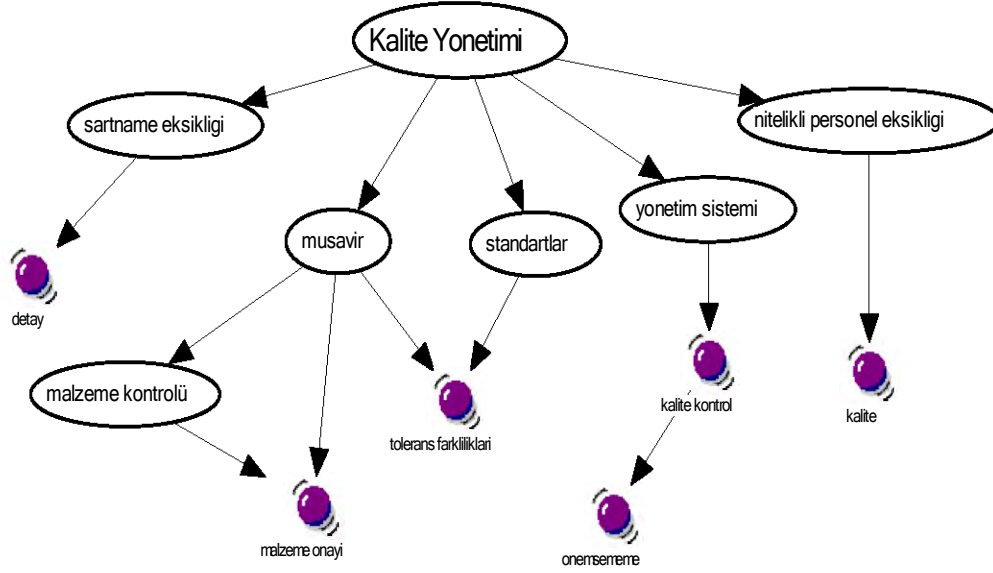 Kalite Yonetimi
sartname eksikligi
nitelikli personel eksikligi
yonetim sistemi
musavir
standartlar
detay
malzeme kontrolü
kalite kontrol
kalite
tolerans farkliliklari
malzeme onayi
onemsememe